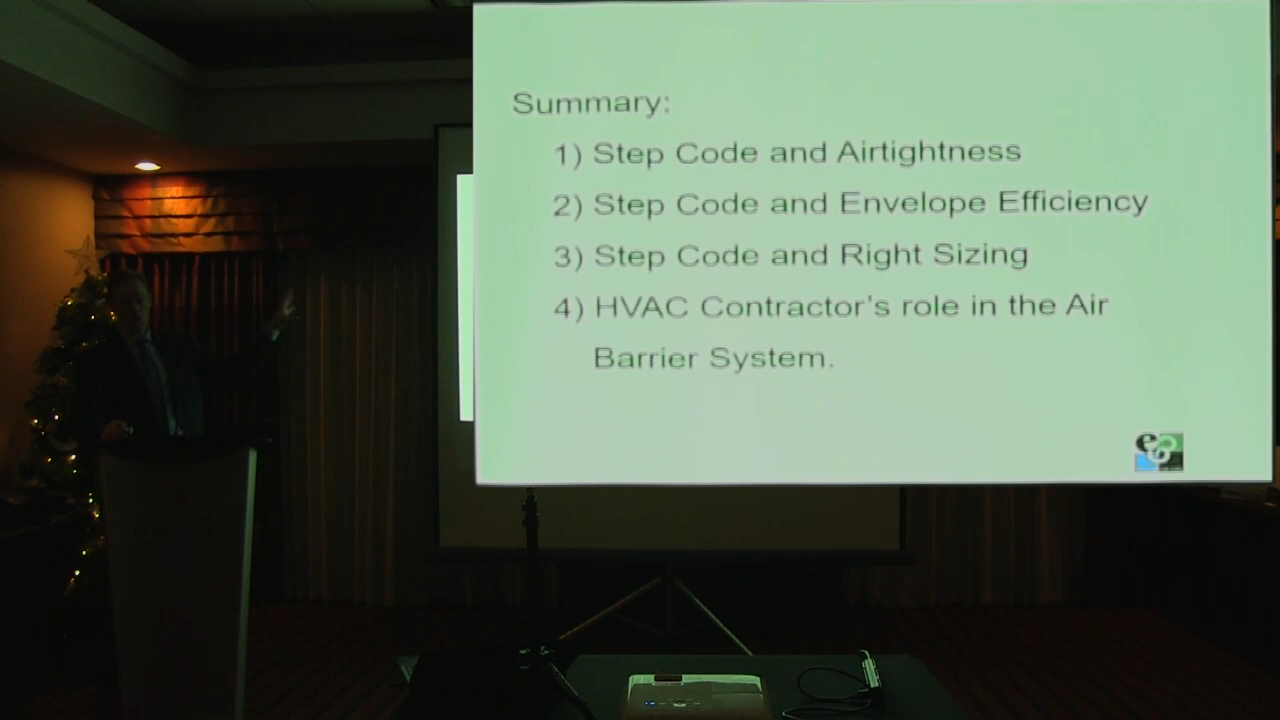 Summary:
1) Step Code and Airtightness
2) Step Code and Envelope Efficiency
3) Step Code and Right Sizing
4) HVAC Contractor's role in the Air
Barrier System.